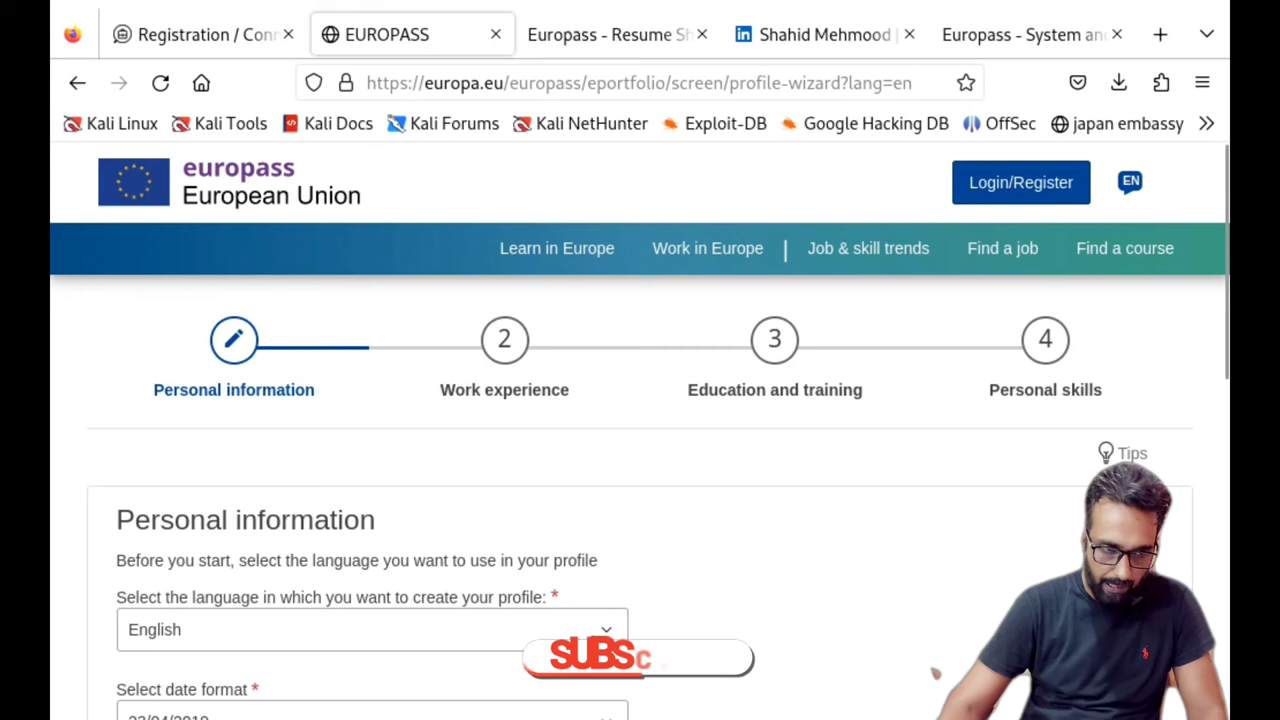 Registration / Con
EUROPASS
Europass - Resume Sh
Shahid Mehmood |
Europass - System an
https://europa.eu/europass/eportfolio/screen/profile-wizard?lang=en
Kali Linux
Kali Tools
Kali Docs
Kali Forums
Kali NetHunter
Exploit-DB
Google Hacking DB
OffSec
japan embassy
europass
European Union
Login/Register
EN
Learn in Europe
Work in Europe
|
Job & skill trends
Find a job
Find a course
2
3
4
Personal information
Work experience
Education and training
Personal skills
Tips
Personal information
Before you start, select the language you want to use in your profile
Select the language in which you want to create your profile: *
English
SUBSC
Select date format *